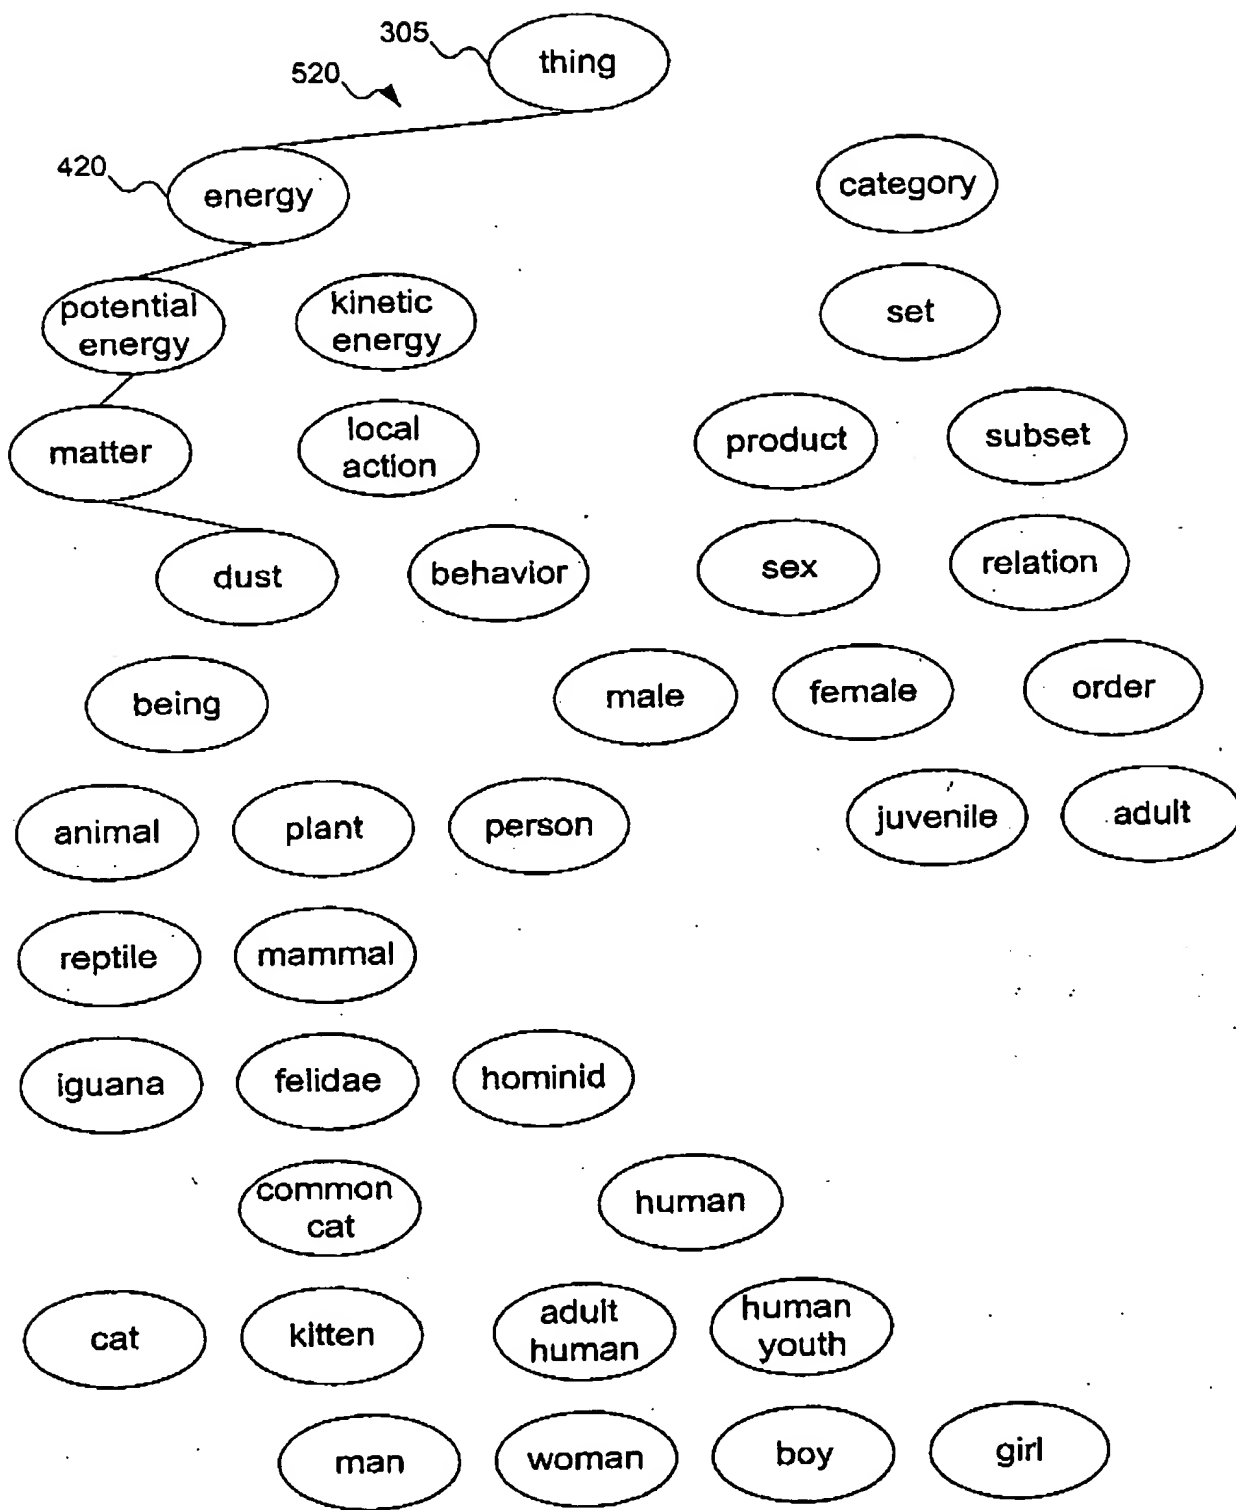 305
thing
520
420
energy
category
potential
energy
kinetic
energy
set
matter
local
action
product
subset
dust
behavior
sex
relation
being
male
female
order
animal
plant
person
juvenile
adult
reptile
mammal
iguana
felidae
hominid
common
cat
human
cat
kitten
adult
human
human
youth
man
woman
boy
girl